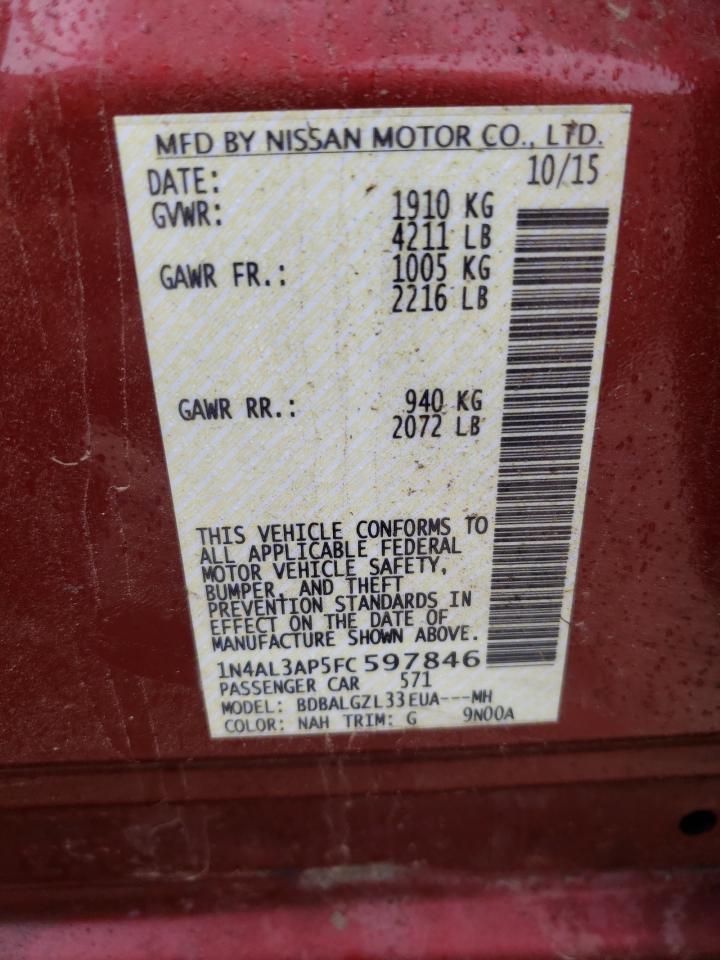 MFD BY NISSAN MOTOR CO., LTD.
DATE: 10/15
GVWR: 1910 KG
4211 LB
GAWR FR.: 1005 KG
2216 LB
GAWR RR.: 940 KG
2072 LB
THIS VEHICLE CONFORMS TO
ALL APPLICABLE FEDERAL
MOTOR VEHICLE SAFETY,
BUMPER, AND THEFT
PREVENTION STANDARDS IN
EFFECT ON THE DATE OF
MANUFACTURE SHOWN ABOVE.
1N4AL3AP5FC 597846
PASSENGER CAR 571
MODEL: BDBALGZL33EUA---MH
COLOR: NAH TRIM: G 9N00A